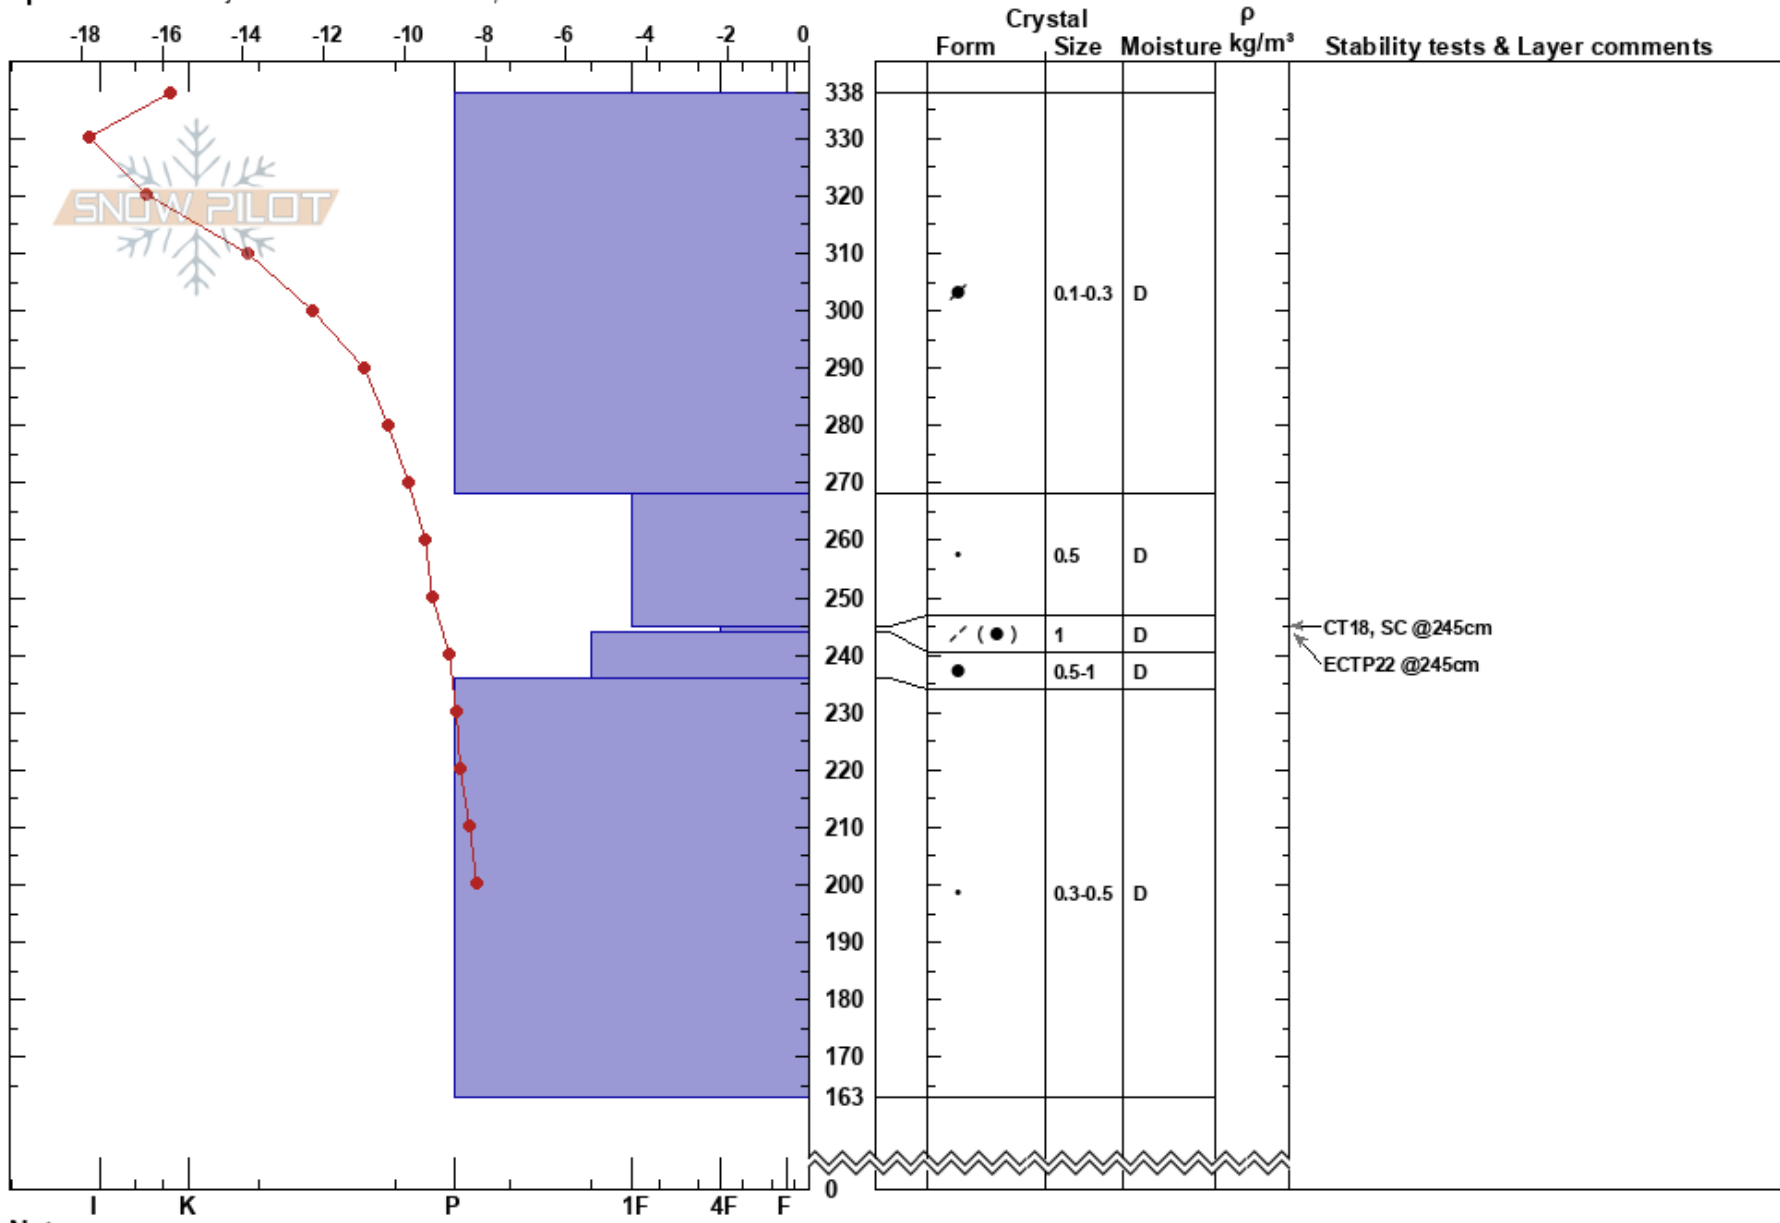 Crystal ρ
-18 -16 -14 -12 -10 -8 -6 -4 -2 0 Form Size Moisture kg/m³ Stability tests & Layer comments
338
330
SNOW PILOT
320
310
300 0.1-0.3 D
290
280
270
260
0.5 D
250
CT18, SC @245cm
( ● ) 1 D
240 ECTP22 @245cm
0.5-1 D
230
220
210
200
0.3-0.5 D
190
180
170
163
0
I K P 1F 4F F